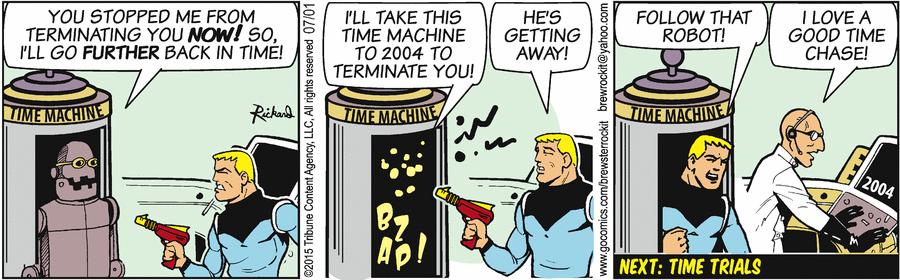 YOU STOPPED ME FROM
TERMINATING YOU NOW! SO,
I'LL GO FURTHER BACK IN TIME!
TIME MACHINE
Rickard
©2015 Tribune Content Agency, LLC, All rights reserved 07/01
I'LL TAKE THIS
TIME MACHINE
TO 2004 TO
TERMINATE YOU!
HE'S
GETTING
AWAY!
TIME MACHINE
BZ
AP!
www.gocomics.com/brewsterrockit brewrockit@yahoo.com
FOLLOW THAT
ROBOT!
I LOVE A
GOOD TIME
CHASE!
TIME MACHINE
2004
NEXT: TIME TRIALS